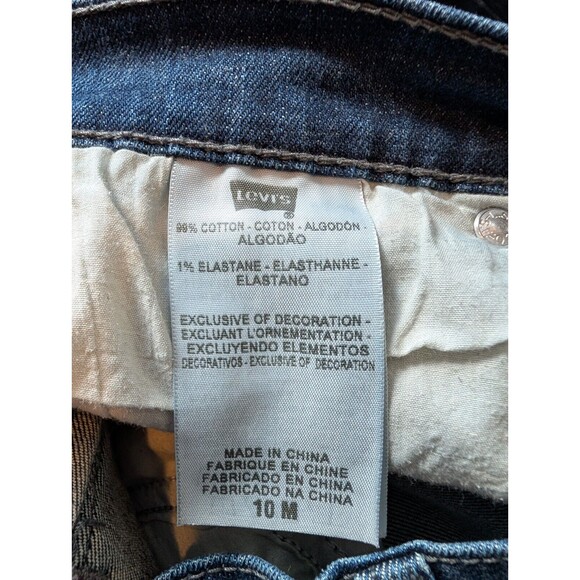 Levi's
®
99% COTTON - COTON - ALGODÓN -
ALGODÃO
1% ELASTANE - ELASTHANNE -
ELASTANO
EXCLUSIVE OF DECORATION -
EXCLUANT L'ORNEMENTATION -
EXCLUYENDO ELEMENTOS
DECORATIVOS - EXCLUSIVE OF DECORATION
MADE IN CHINA
FABRIQUE EN CHINE
FABRICADO EN CHINA
FABRICADO NA CHINA
10 M